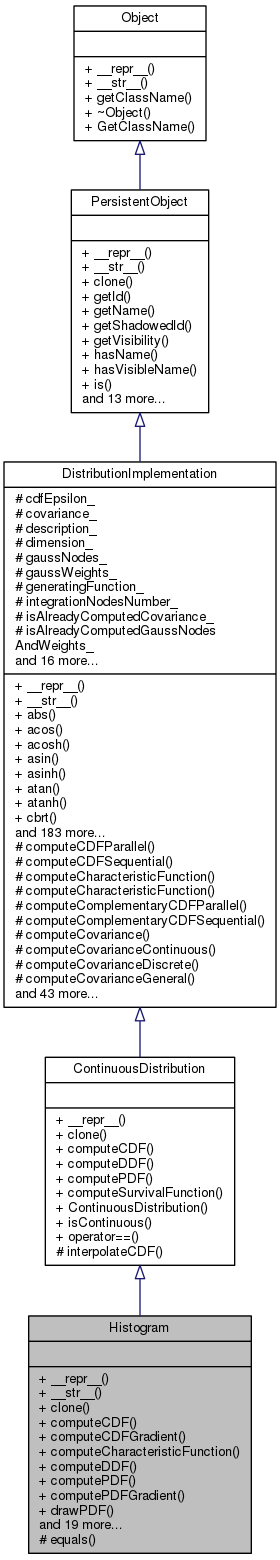 Object
+ __repr__()
+ __str__()
+ getClassName()
+ ~Object()
+ GetClassName()
PersistentObject
+ __repr__()
+ __str__()
+ clone()
+ getId()
+ getName()
+ getShadowedId()
+ getVisibility()
+ hasName()
+ hasVisibleName()
+ is()
and 13 more...
DistributionImplementation
# cdfEpsilon_
# covariance_
# description_
# dimension_
# gaussNodes_
# gaussWeights_
# generatingFunction_
# integrationNodesNumber_
# isAlreadyComputedCovariance_
# isAlreadyComputedGaussNodes
AndWeights_
and 16 more...
+ __repr__()
+ __str__()
+ abs()
+ acos()
+ acosh()
+ asin()
+ asinh()
+ atan()
+ atanh()
+ cbrt()
and 183 more...
# computeCDFParallel()
# computeCDFSequential()
# computeCharacteristicFunction()
# computeCharacteristicFunction()
# computeComplementaryCDFParallel()
# computeComplementaryCDFSequential()
# computeCovariance()
# computeCovarianceContinuous()
# computeCovarianceDiscrete()
# computeCovarianceGeneral()
and 43 more...
ContinuousDistribution
+ __repr__()
+ clone()
+ computeCDF()
+ computeDDF()
+ computePDF()
+ computeSurvivalFunction()
+ ContinuousDistribution()
+ isContinuous()
+ operator==()
# interpolateCDF()
Histogram
+ __repr__()
+ __str__()
+ clone()
+ computeCDF()
+ computeCDFGradient()
+ computeCharacteristicFunction()
+ computeDDF()
+ computePDF()
+ computePDFGradient()
+ drawPDF()
and 19 more...
# equals()